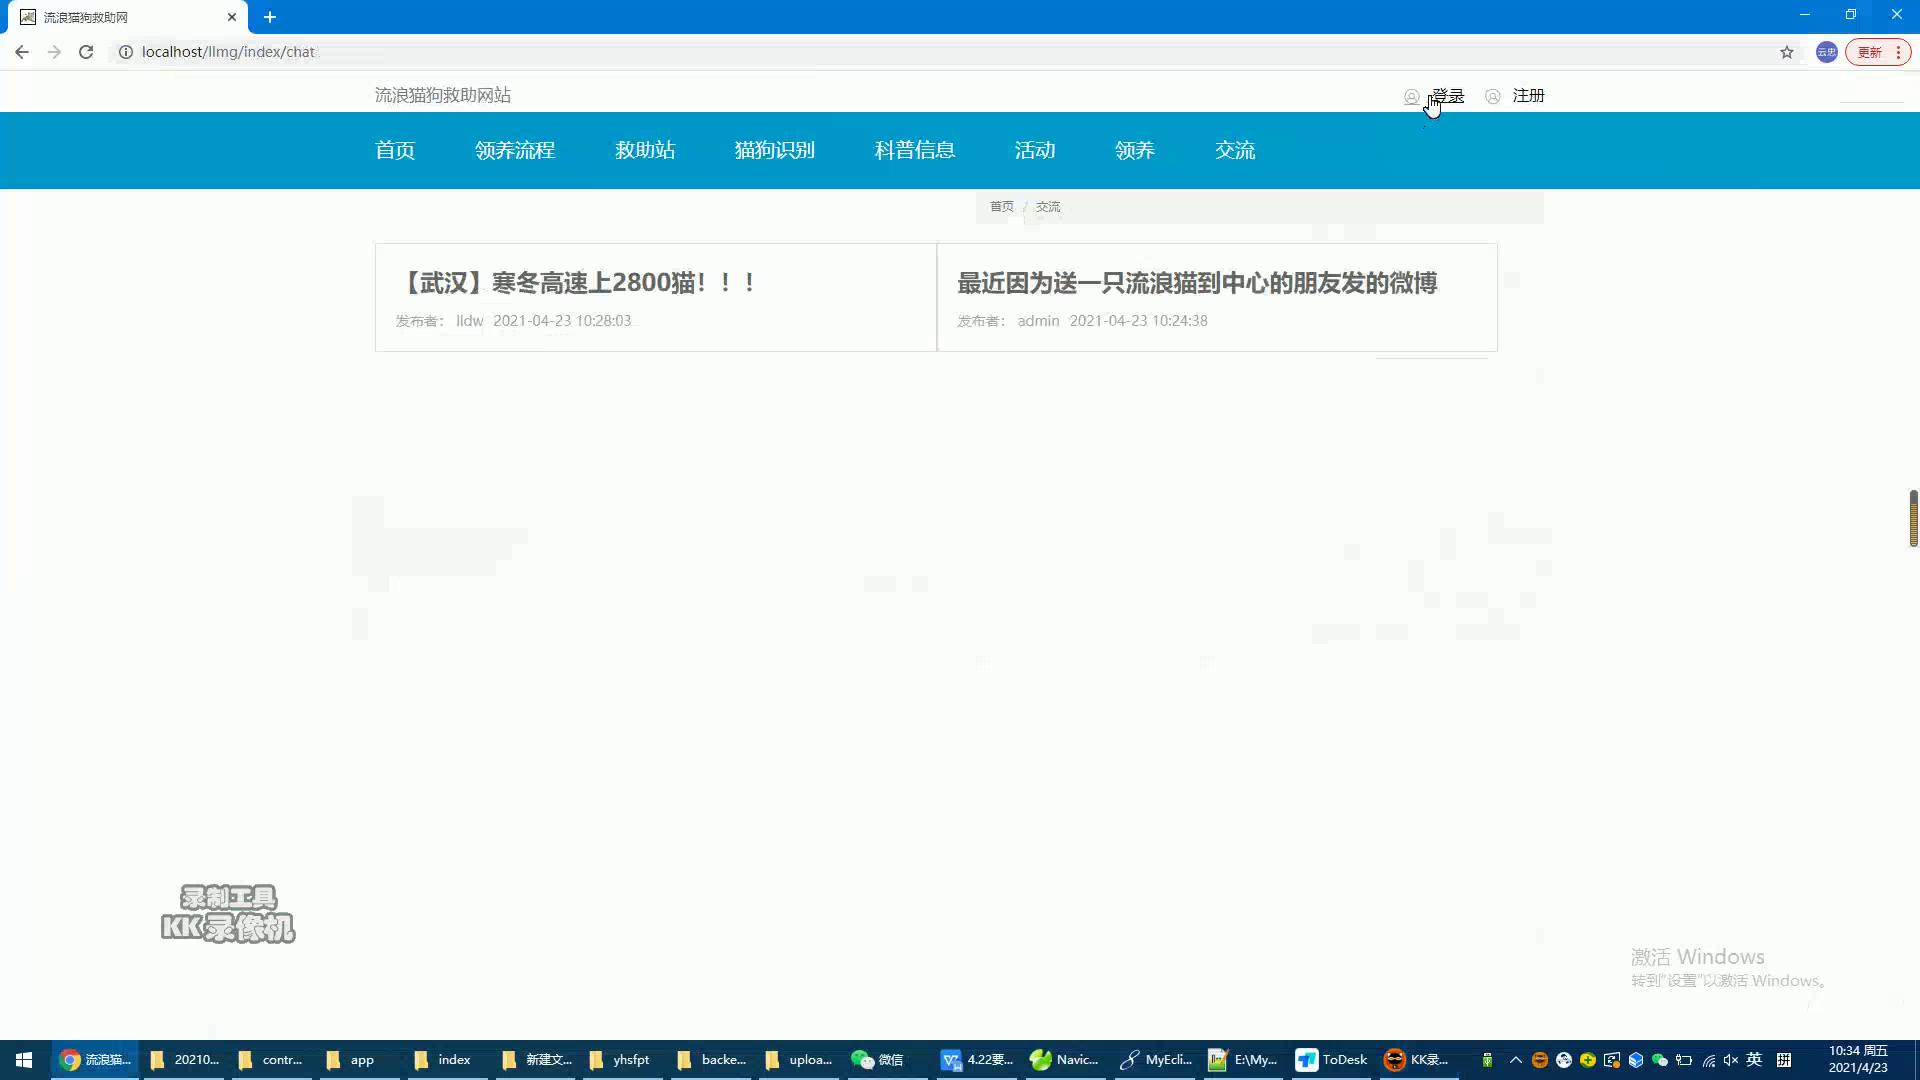 流浪猫狗救助网
localhost/llmg/index/chat
更新
流浪猫狗救助网站
登录
注册
首页 领养流程 救助站 猫狗识别 科普信息 活动 领养 交流
首页 / 交流
【武汉】寒冬高速上2800猫！！！
发布者： lldw 2021-04-23 10:28:03
最近因为送一只流浪猫到中心的朋友发的微博
发布者： admin 2021-04-23 10:24:38
录制工具
KK录像机
激活 Windows
转到"设置"以激活 Windows。
流浪猫... 20210... contr... app index 新建文... yhsfpt backe... uploa... 微信 4.22要... Navic... MyEcli... E:\My... ToDesk KK录... 英 拼
10:34 周五
2021/4/23